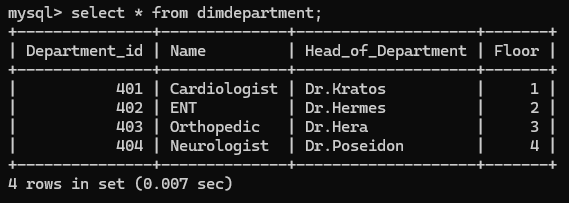 mysql> select * from dimdepartment;
+---------------+--------------+--------------------+-------+
| Department_id | Name         | Head_of_Department | Floor |
+---------------+--------------+--------------------+-------+
|           401 | Cardiologist | Dr.Kratos          |     1 |
|           402 | ENT          | Dr.Hermes          |     2 |
|           403 | Orthopedic   | Dr.Hera            |     3 |
|           404 | Neurologist  | Dr.Poseidon        |     4 |
+---------------+--------------+--------------------+-------+
4 rows in set (0.007 sec)